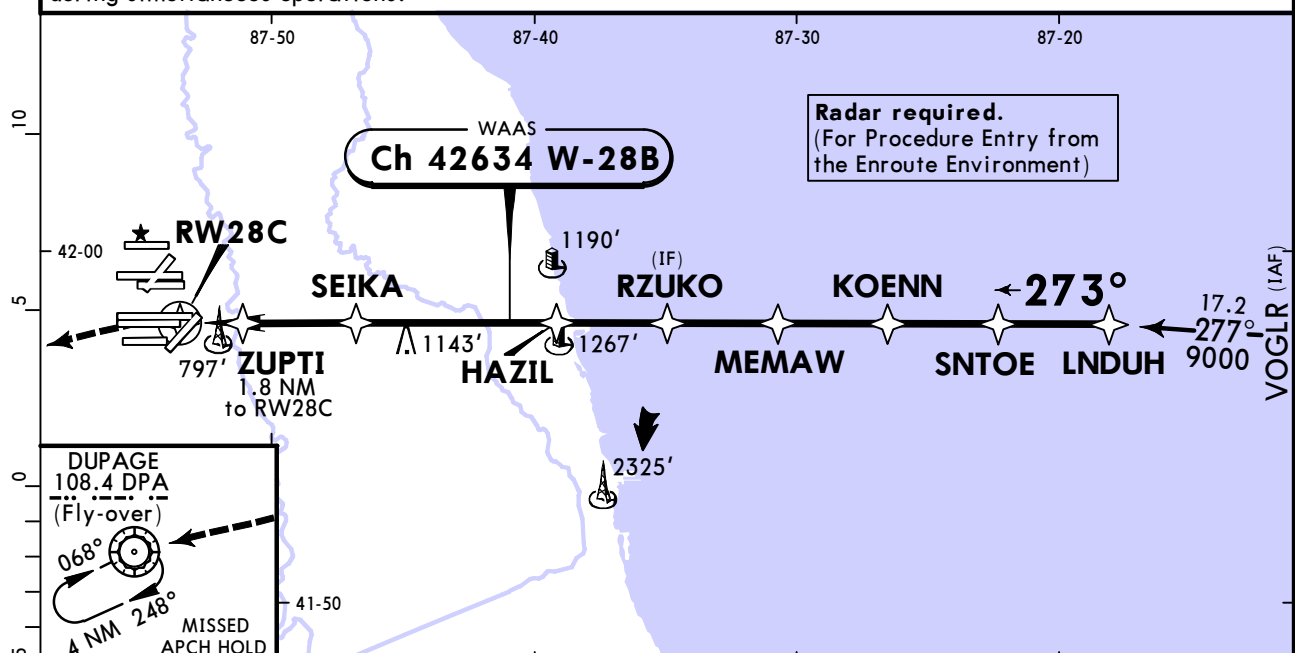 87-50
87-40
87-30
87-20
10
WAAS
Ch 42634 W-28B
Radar required.
(For Procedure Entry from
the Enroute Environment)
42-00
RW28C
1190'
SEIKA
(IF)
RZUKO
KOENN
273°
5
17.2
277°
9000
VOGLR (IAF)
797'
ZUPTI
1.8 NM
to RW28C
1143'
HAZIL
1267'
MEMAW
SNTOE
LNDUH
2325'
0
DUPAGE
108.4 DPA
(Fly-over)
068°
248°
4 NM
MISSED
APCH HOLD
41-50